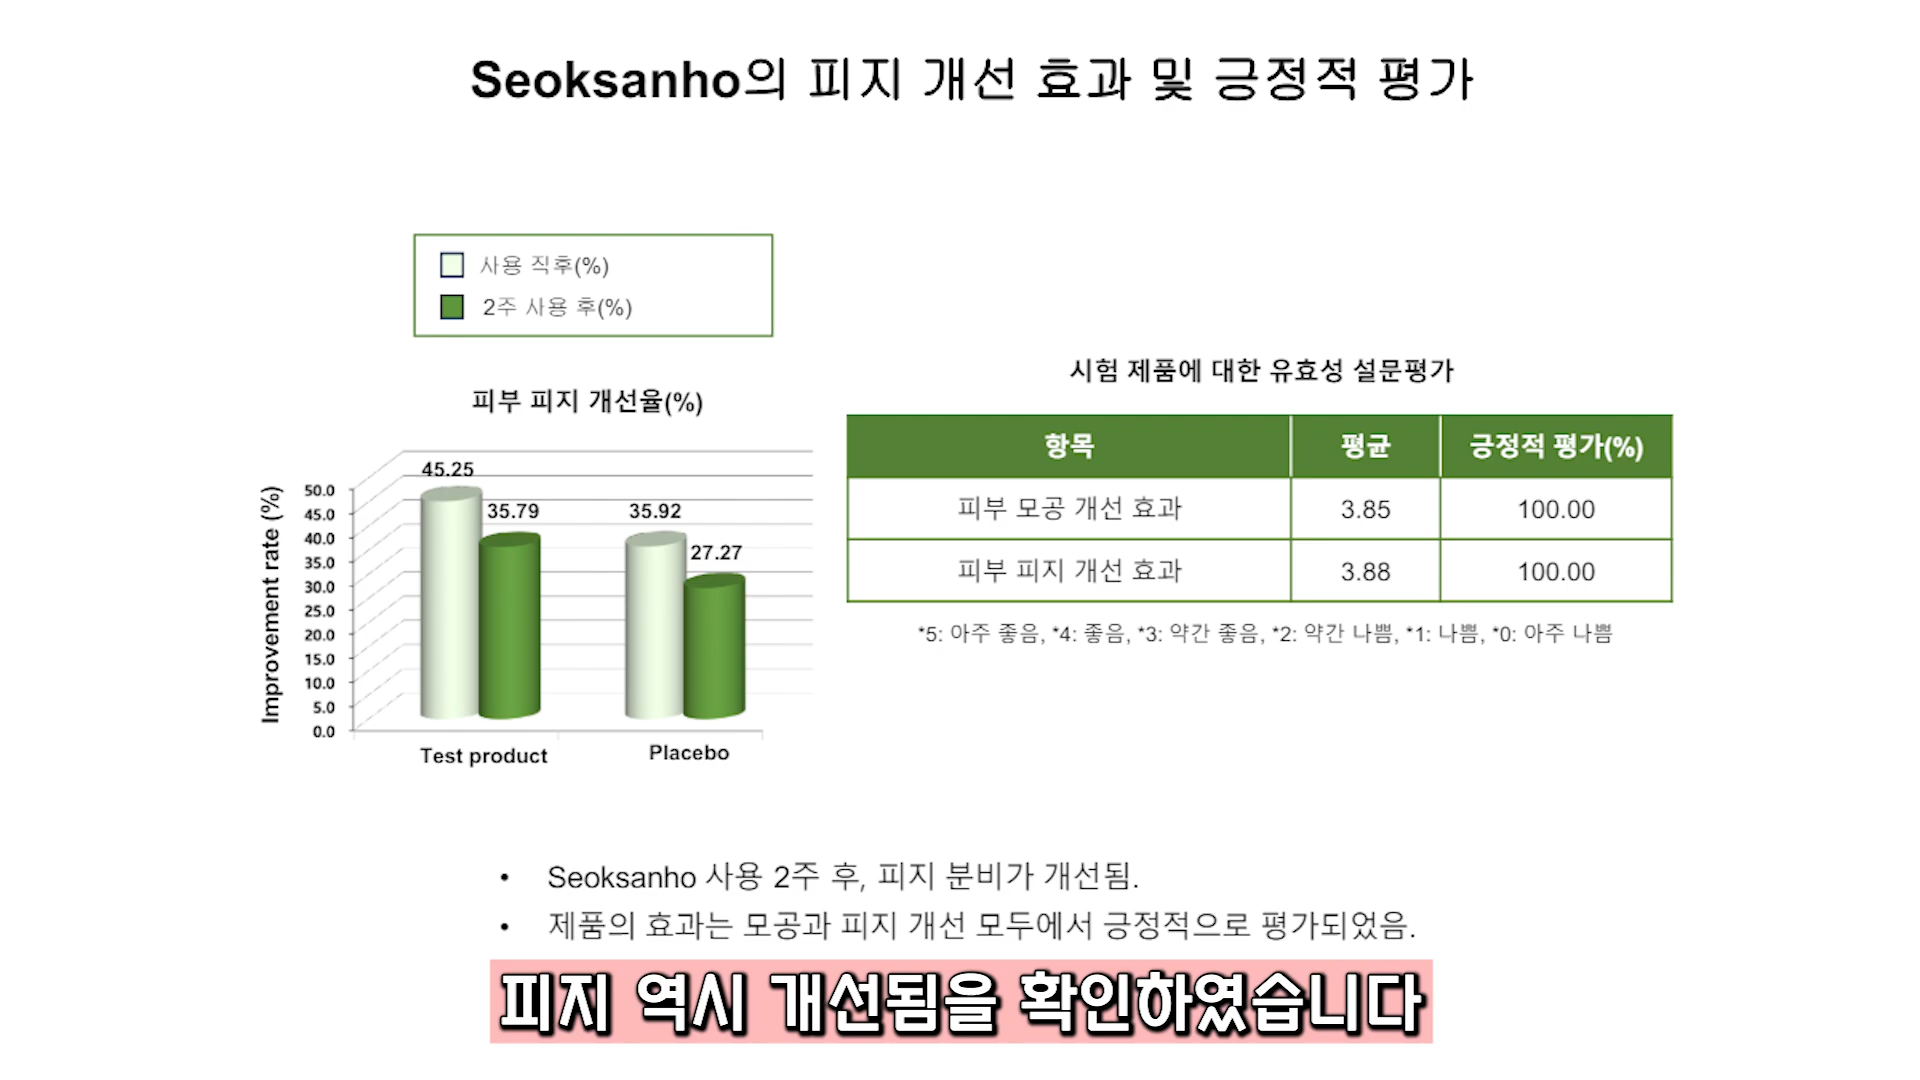 Seoksanho의 피지 개선 효과 및 긍정적 평가
사용 직후(%)
2주 사용 후(%)
피부 피지 개선율(%)
Improvement rate (%)
50.0
45.0
40.0
35.0
30.0
25.0
20.0
15.0
10.0
5.0
0.0
45.25
35.79
35.92
27.27
Test product
Placebo
시험 제품에 대한 유효성 설문평가
항목 평균 긍정적 평가(%)
피부 모공 개선 효과 3.85 100.00
피부 피지 개선 효과 3.88 100.00
*5: 아주 좋음, *4: 좋음, *3: 약간 좋음, *2: 약간 나쁨, *1: 나쁨, *0: 아주 나쁨
• Seoksanho 사용 2주 후, 피지 분비가 개선됨.
• 제품의 효과는 모공과 피지 개선 모두에서 긍정적으로 평가되었음.
피지 역시 개선됨을 확인하였습니다